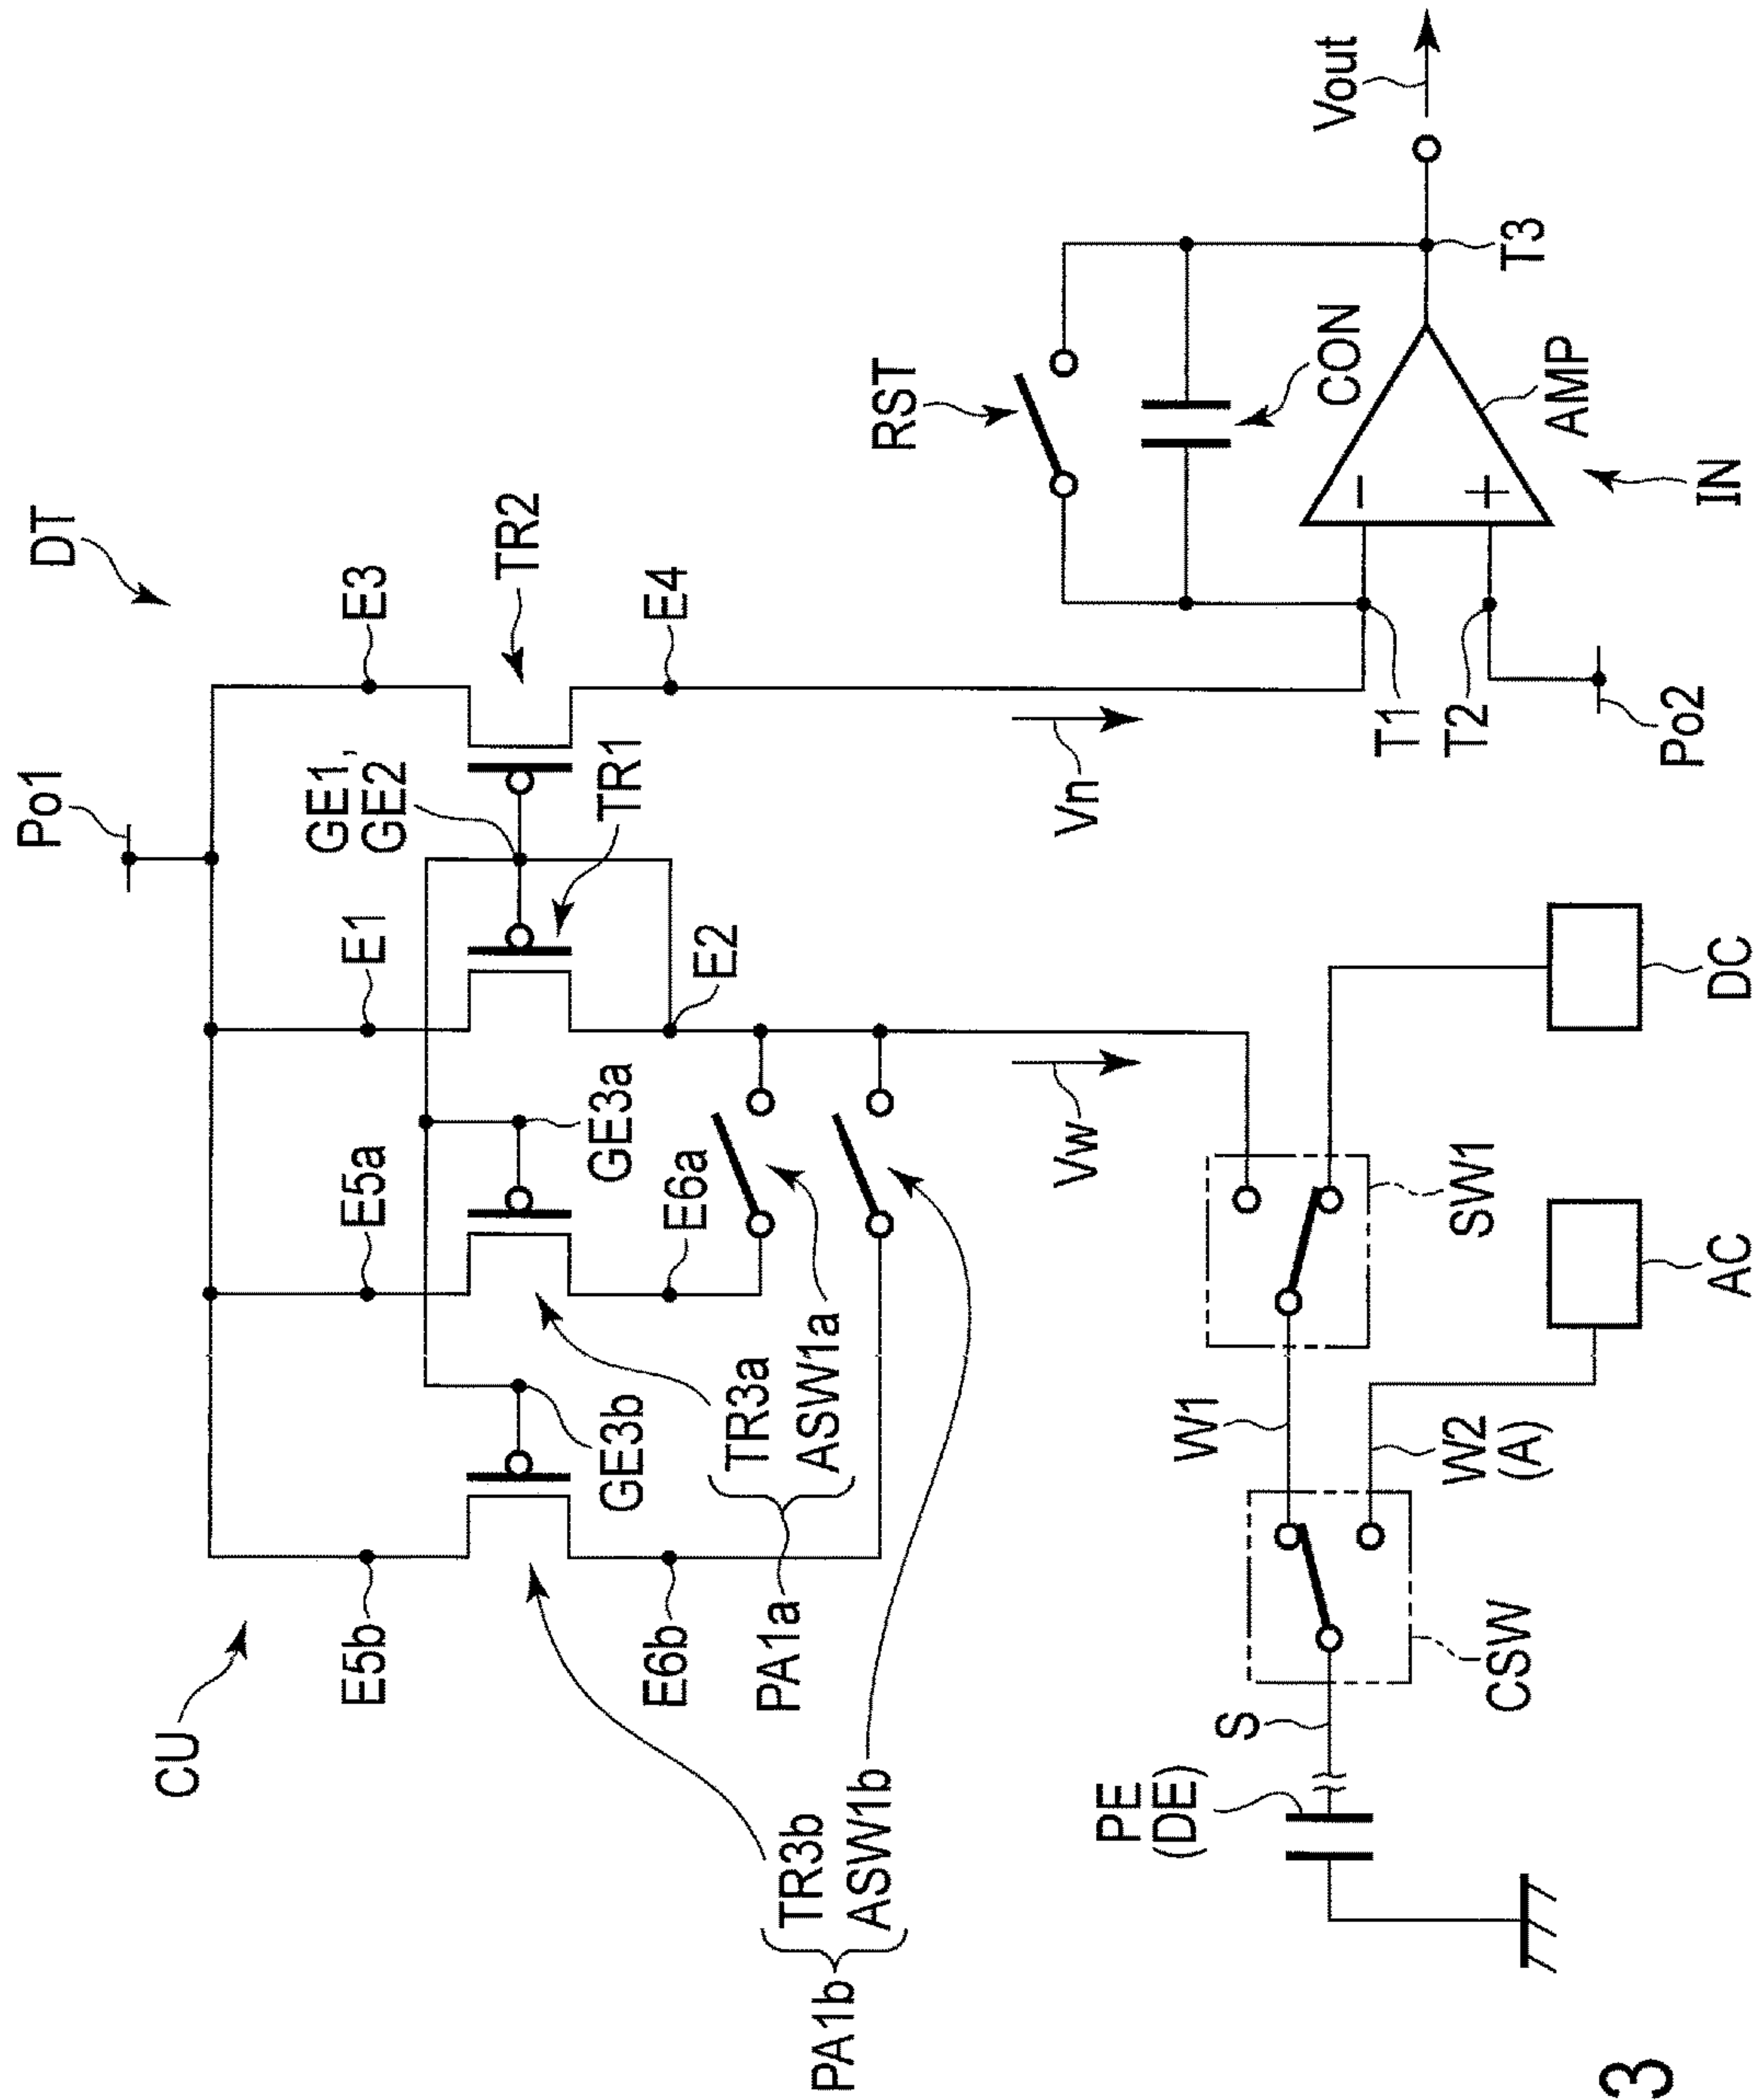 DT
Po1
E3
TR2
E4
GE1,
GE2
TR1
E1
E2
GE3a
E5a
E6a
GE3b
TR3a
ASW1a
PA1a
E5b
E6b
CU
TR3b
ASW1b
PA1b
Vn
Vw
RST
CON
Vout
T3
AMP
IN
T1
T2
Po2
DC
SW1
AC
W1
W2
(A)
CSW
S
PE
(DE)
3